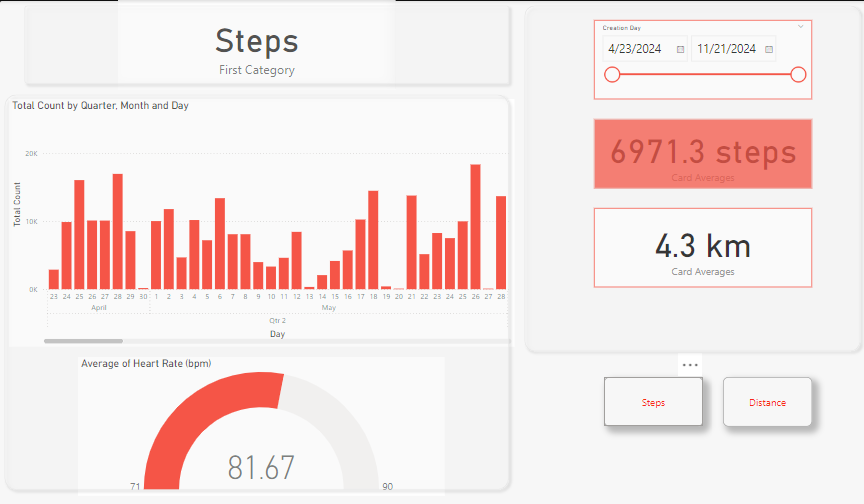 Steps
First Category
Total Count by Quarter, Month and Day
Total Count
20K
10K
0K
23 24 25 26 27 28 29 30 1 2 3 4 5 6 7 8 9 10 11 12 13 14 15 16 17 18 19 20 21 22 23 24 25 26 27 28
April May
Qtr 2
Day
Average of Heart Rate (bpm)
81.67
71 90
Creation Day
4/23/2024 11/21/2024
6971.3 steps
Card Averages
4.3 km
Card Averages
Steps Distance